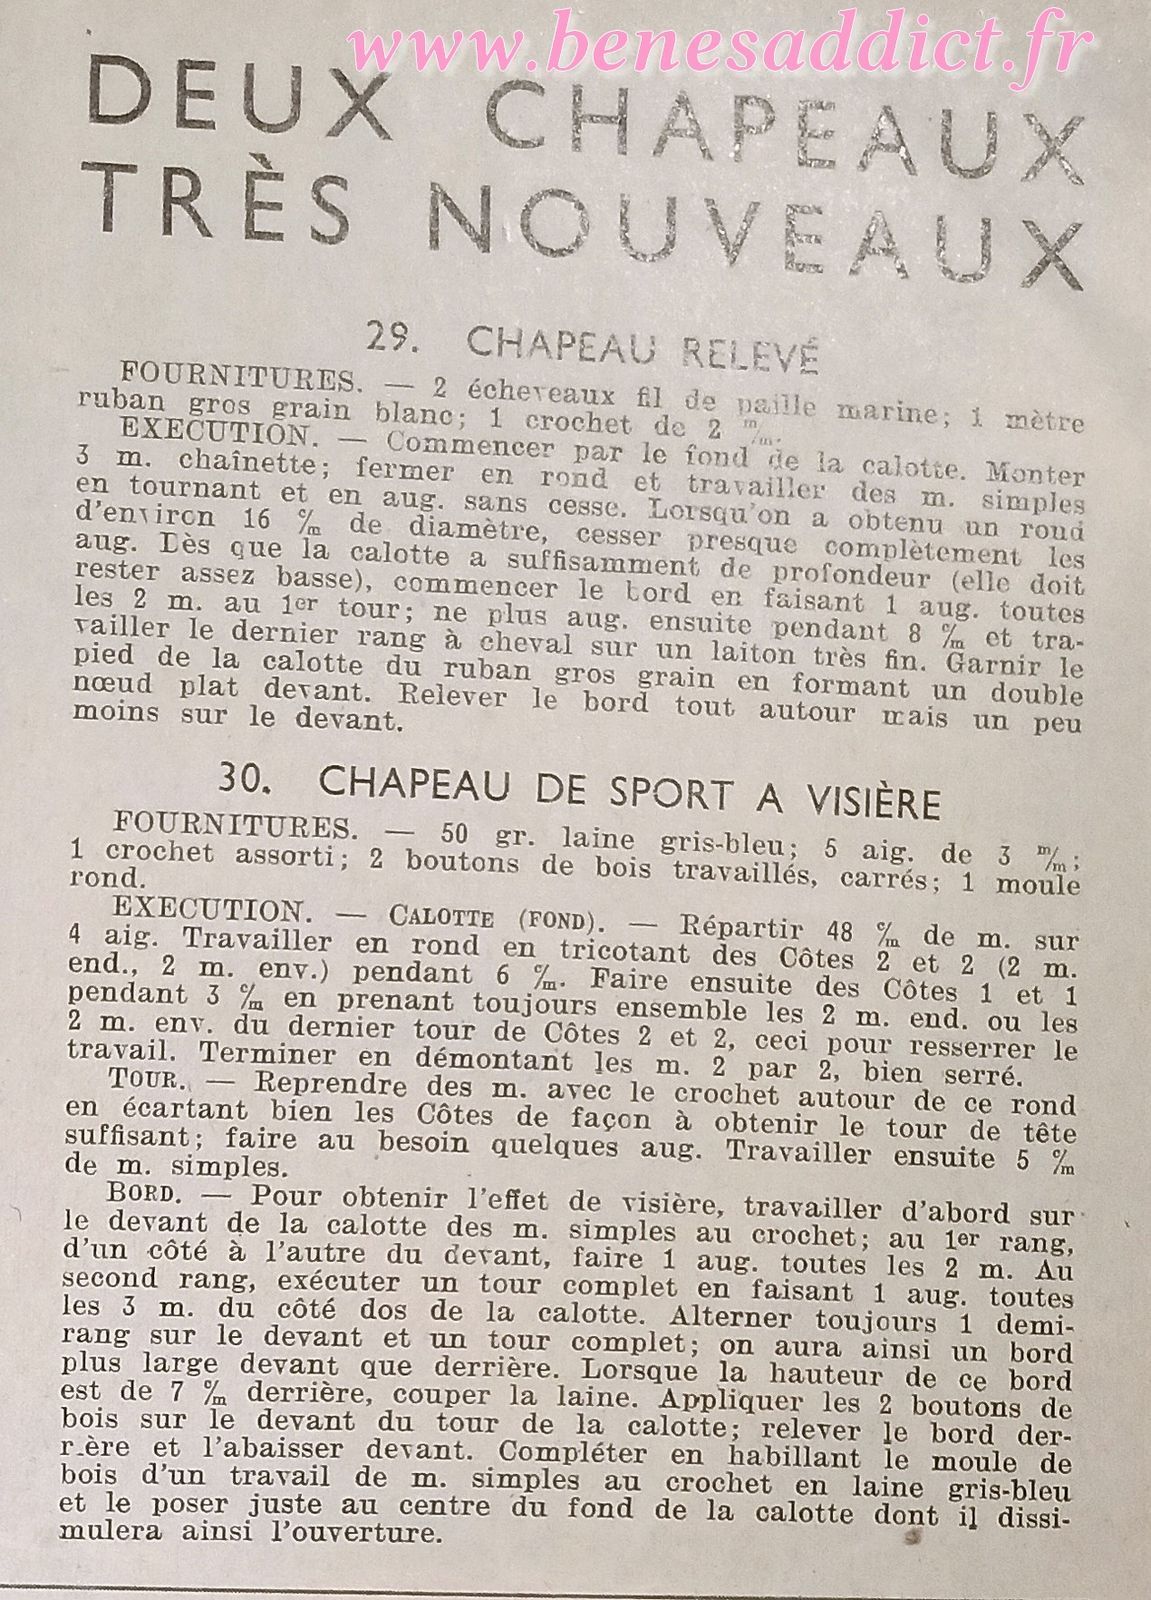 www.benesaddict.fr
DEUX CHAPEAUX
TRÈS NOUVEAUX
29. CHAPEAU RELEVÉ
FOURNITURES. — 2 écheveaux fil de paille marine; 1 mètre
ruban gros grain blanc; 1 crochet de 2 m/m.
EXECUTION. — Commencer par le fond de la calotte. Monter
3 m. chaînette; fermer en rond et travailler des m. simples
en tournant et en aug. sans cesse. Lorsqu'on a obtenu un rond
d'environ 16 c/m de diamètre, cesser presque complètement les
aug. Dès que la calotte a suffisamment de profondeur (elle doit
rester assez basse), commencer le bord en faisant 1 aug. toutes
les 2 m. au 1er tour; ne plus aug. ensuite pendant 8 c/m et tra-
vailler le dernier rang à cheval sur un laiton très fin. Garnir le
pied de la calotte du ruban gros grain en formant un double
nœud plat devant. Relever le bord tout autour mais un peu
moins sur le devant.
30. CHAPEAU DE SPORT A VISIÈRE
FOURNITURES. — 50 gr. laine gris-bleu; 5 aig. de 3 m/m;
1 crochet assorti; 2 boutons de bois travaillés, carrés; 1 moule
rond.
EXECUTION. — CALOTTE (FOND). — Répartir 48 c/m de m. sur
4 aig. Travailler en rond en tricotant des Côtes 2 et 2 (2 m.
end., 2 m. env.) pendant 6 c/m. Faire ensuite des Côtes 1 et 1
pendant 3 c/m en prenant toujours ensemble les 2 m. end. ou les
2 m. env. du dernier tour de Côtes 2 et 2, ceci pour resserrer le
travail. Terminer en démontant les m. 2 par 2, bien serré.
TOUR. — Reprendre des m. avec le crochet autour de ce rond
en écartant bien les Côtes de façon à obtenir le tour de tête
suffisant; faire au besoin quelques aug. Travailler ensuite 5 c/m
de m. simples.
BORD. — Pour obtenir l'effet de visière, travailler d'abord sur
le devant de la calotte des m. simples au crochet; au 1er rang,
d'un côté à l'autre du devant, faire 1 aug. toutes les 2 m. Au
second rang, exécuter un tour complet en faisant 1 aug. toutes
les 3 m. du côté dos de la calotte. Alterner toujours 1 demi-
rang sur le devant et un tour complet; on aura ainsi un bord
plus large devant que derrière. Lorsque la hauteur de ce bord
est de 7 c/m derrière, couper la laine. Appliquer les 2 boutons de
bois sur le devant du tour de la calotte; relever le bord der-
rière et l'abaisser devant. Compléter en habillant le moule de
bois d'un travail de m. simples au crochet en laine gris-bleu
et le poser juste au centre du fond de la calotte dont il dissi-
mulera ainsi l'ouverture.